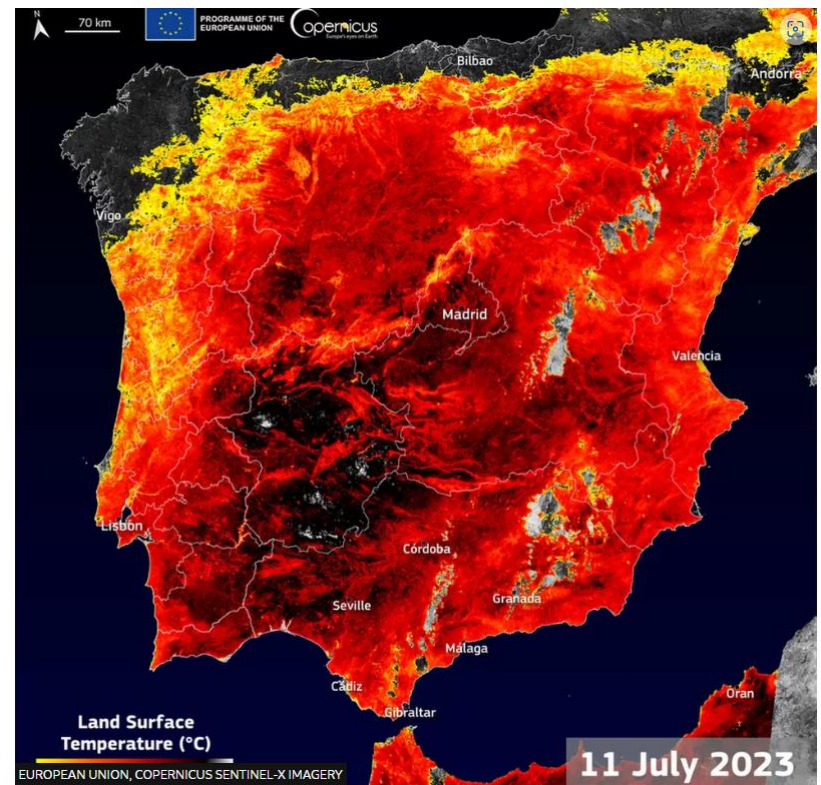 N
70 km
PROGRAMME OF THE
EUROPEAN UNION
opernicus
Europe's eyes on Earth
Bilbao
Andorra
Vigo
Madrid
Valencia
Lisbon
Córdoba
Seville
Granada
Málaga
Cádiz
Gibraltar
Oran
Land Surface
Temperature (°C)
EUROPEAN UNION, COPERNICUS SENTINEL-X IMAGERY
11 July 2023